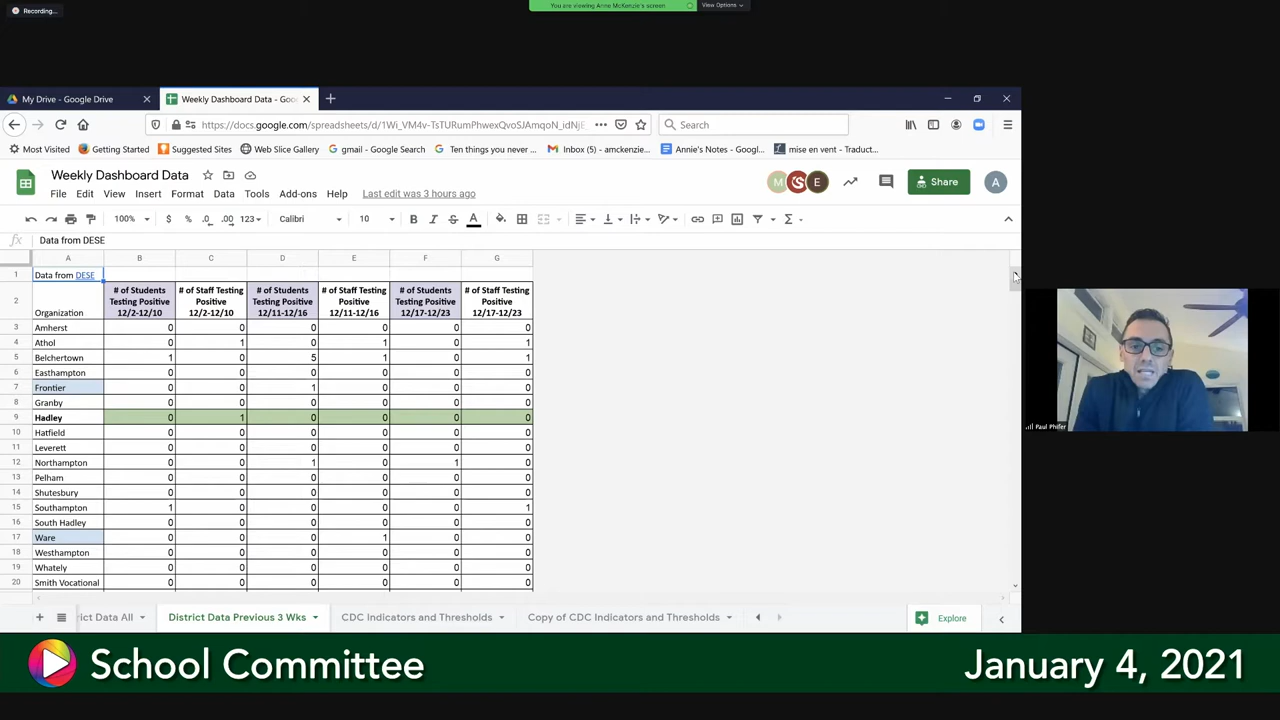 Recording...
You are viewing Anne McKenzie's screen
View Options
My Drive - Google Drive
Weekly Dashboard Data - Goo
https://docs.google.com/spreadsheets/d/
Search
Most Visited Getting Started Suggested Sites Web Slice Gallery gmail - Google Search Ten things you never ... Inbox (5) - amckenzie... Annie's Notes - Googl... mise en vent - Traduct...
Weekly Dashboard Data
Share
A
M
E
File Edit View Insert Format Data Tools Add-ons Help Last edit was 3 hours ago
100% $ % .0 .00 123 Calibri 10 B I S A
fx Data from DESE
A B C D E F G
1 Data from DESE
2 Organization # of Students Testing Positive 12/2-12/10 # of Staff Testing Positive 12/2-12/10 # of Students Testing Positive 12/11-12/16 # of Staff Testing Positive 12/11-12/16 # of Students Testing Positive 12/17-12/23 # of Staff Testing Positive 12/17-12/23
3 Amherst 0 0 0 0 0 0
4 Athol 0 1 0 1 0 1
5 Belchertown 1 0 5 1 0 1
6 Easthampton 0 0 0 0 0 0
7 Frontier 0 0 1 0 0 0
8 Granby 0 0 0 0 0 0
9 Hadley 0 1 0 0 0 0
10 Hatfield 0 0 0 0 0 0
11 Leverett 0 0 0 0 0 0
12 Northampton 0 0 1 0 1 0
13 Pelham 0 0 0 0 0 0
14 Shutesbury 0 0 0 0 0 0
15 Southampton 1 0 0 0 0 1
16 South Hadley 0 0 0 0 0 0
17 Ware 0 0 0 1 0 0
18 Westhampton 0 0 0 0 0 0
19 Whately 0 0 0 0 0 0
20 Smith Vocational 0 0 0 0 0 0
Paul Phifer
rict Data All District Data Previous 3 Wks CDC Indicators and Thresholds Copy of CDC Indicators and Thresholds Explore
School Committee
January 4, 2021